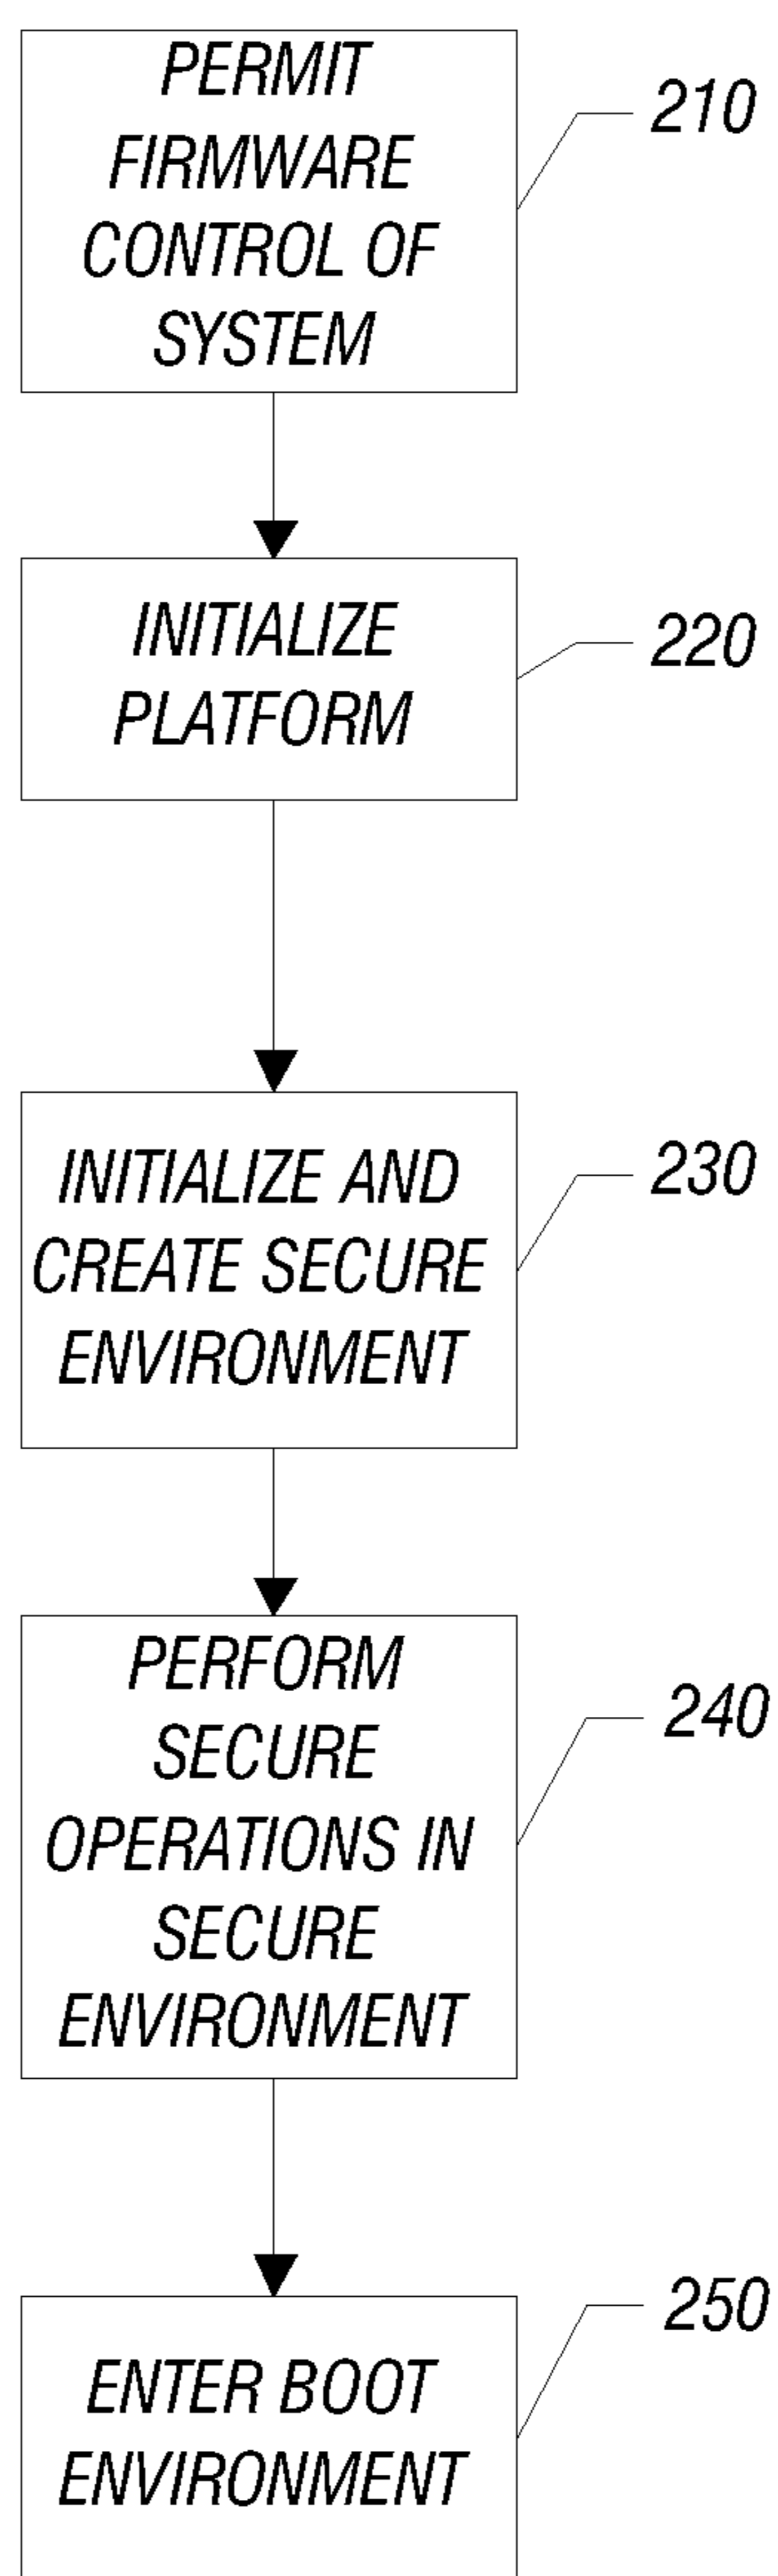 PERMIT
FIRMWARE
CONTROL OF
SYSTEM
210
INITIALIZE
PLATFORM
220
INITIALIZE AND
CREATE SECURE
ENVIRONMENT
230
PERFORM
SECURE
OPERATIONS IN
SECURE
ENVIRONMENT
240
ENTER BOOT
ENVIRONMENT
250